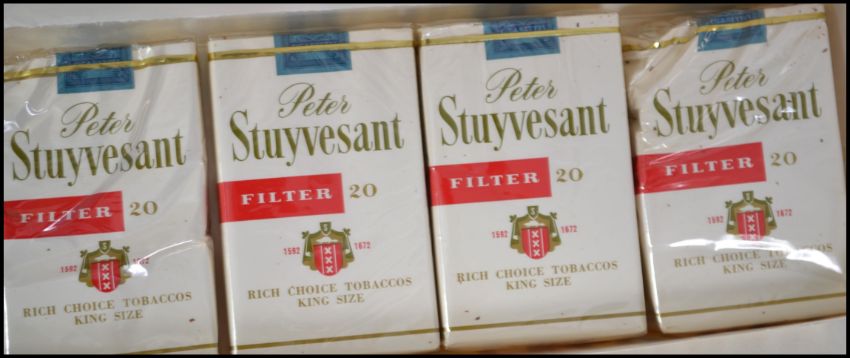 Peter
Stuyvesant
FILTER 20
1592 1672
RICH CHOICE TOBACCOS
KING SIZE
Peter
Stuyvesant
FILTER 20
1592 1672
RICH CHOICE TOBACCOS
KING SIZE
Peter
Stuyvesant
FILTER 20
1592 1672
RICH CHOICE TOBACCOS
KING SIZE
Peter
Stuyvesant
FILTER 20
1592 1672
RICH CHOICE TOBACCOS
KING SIZE